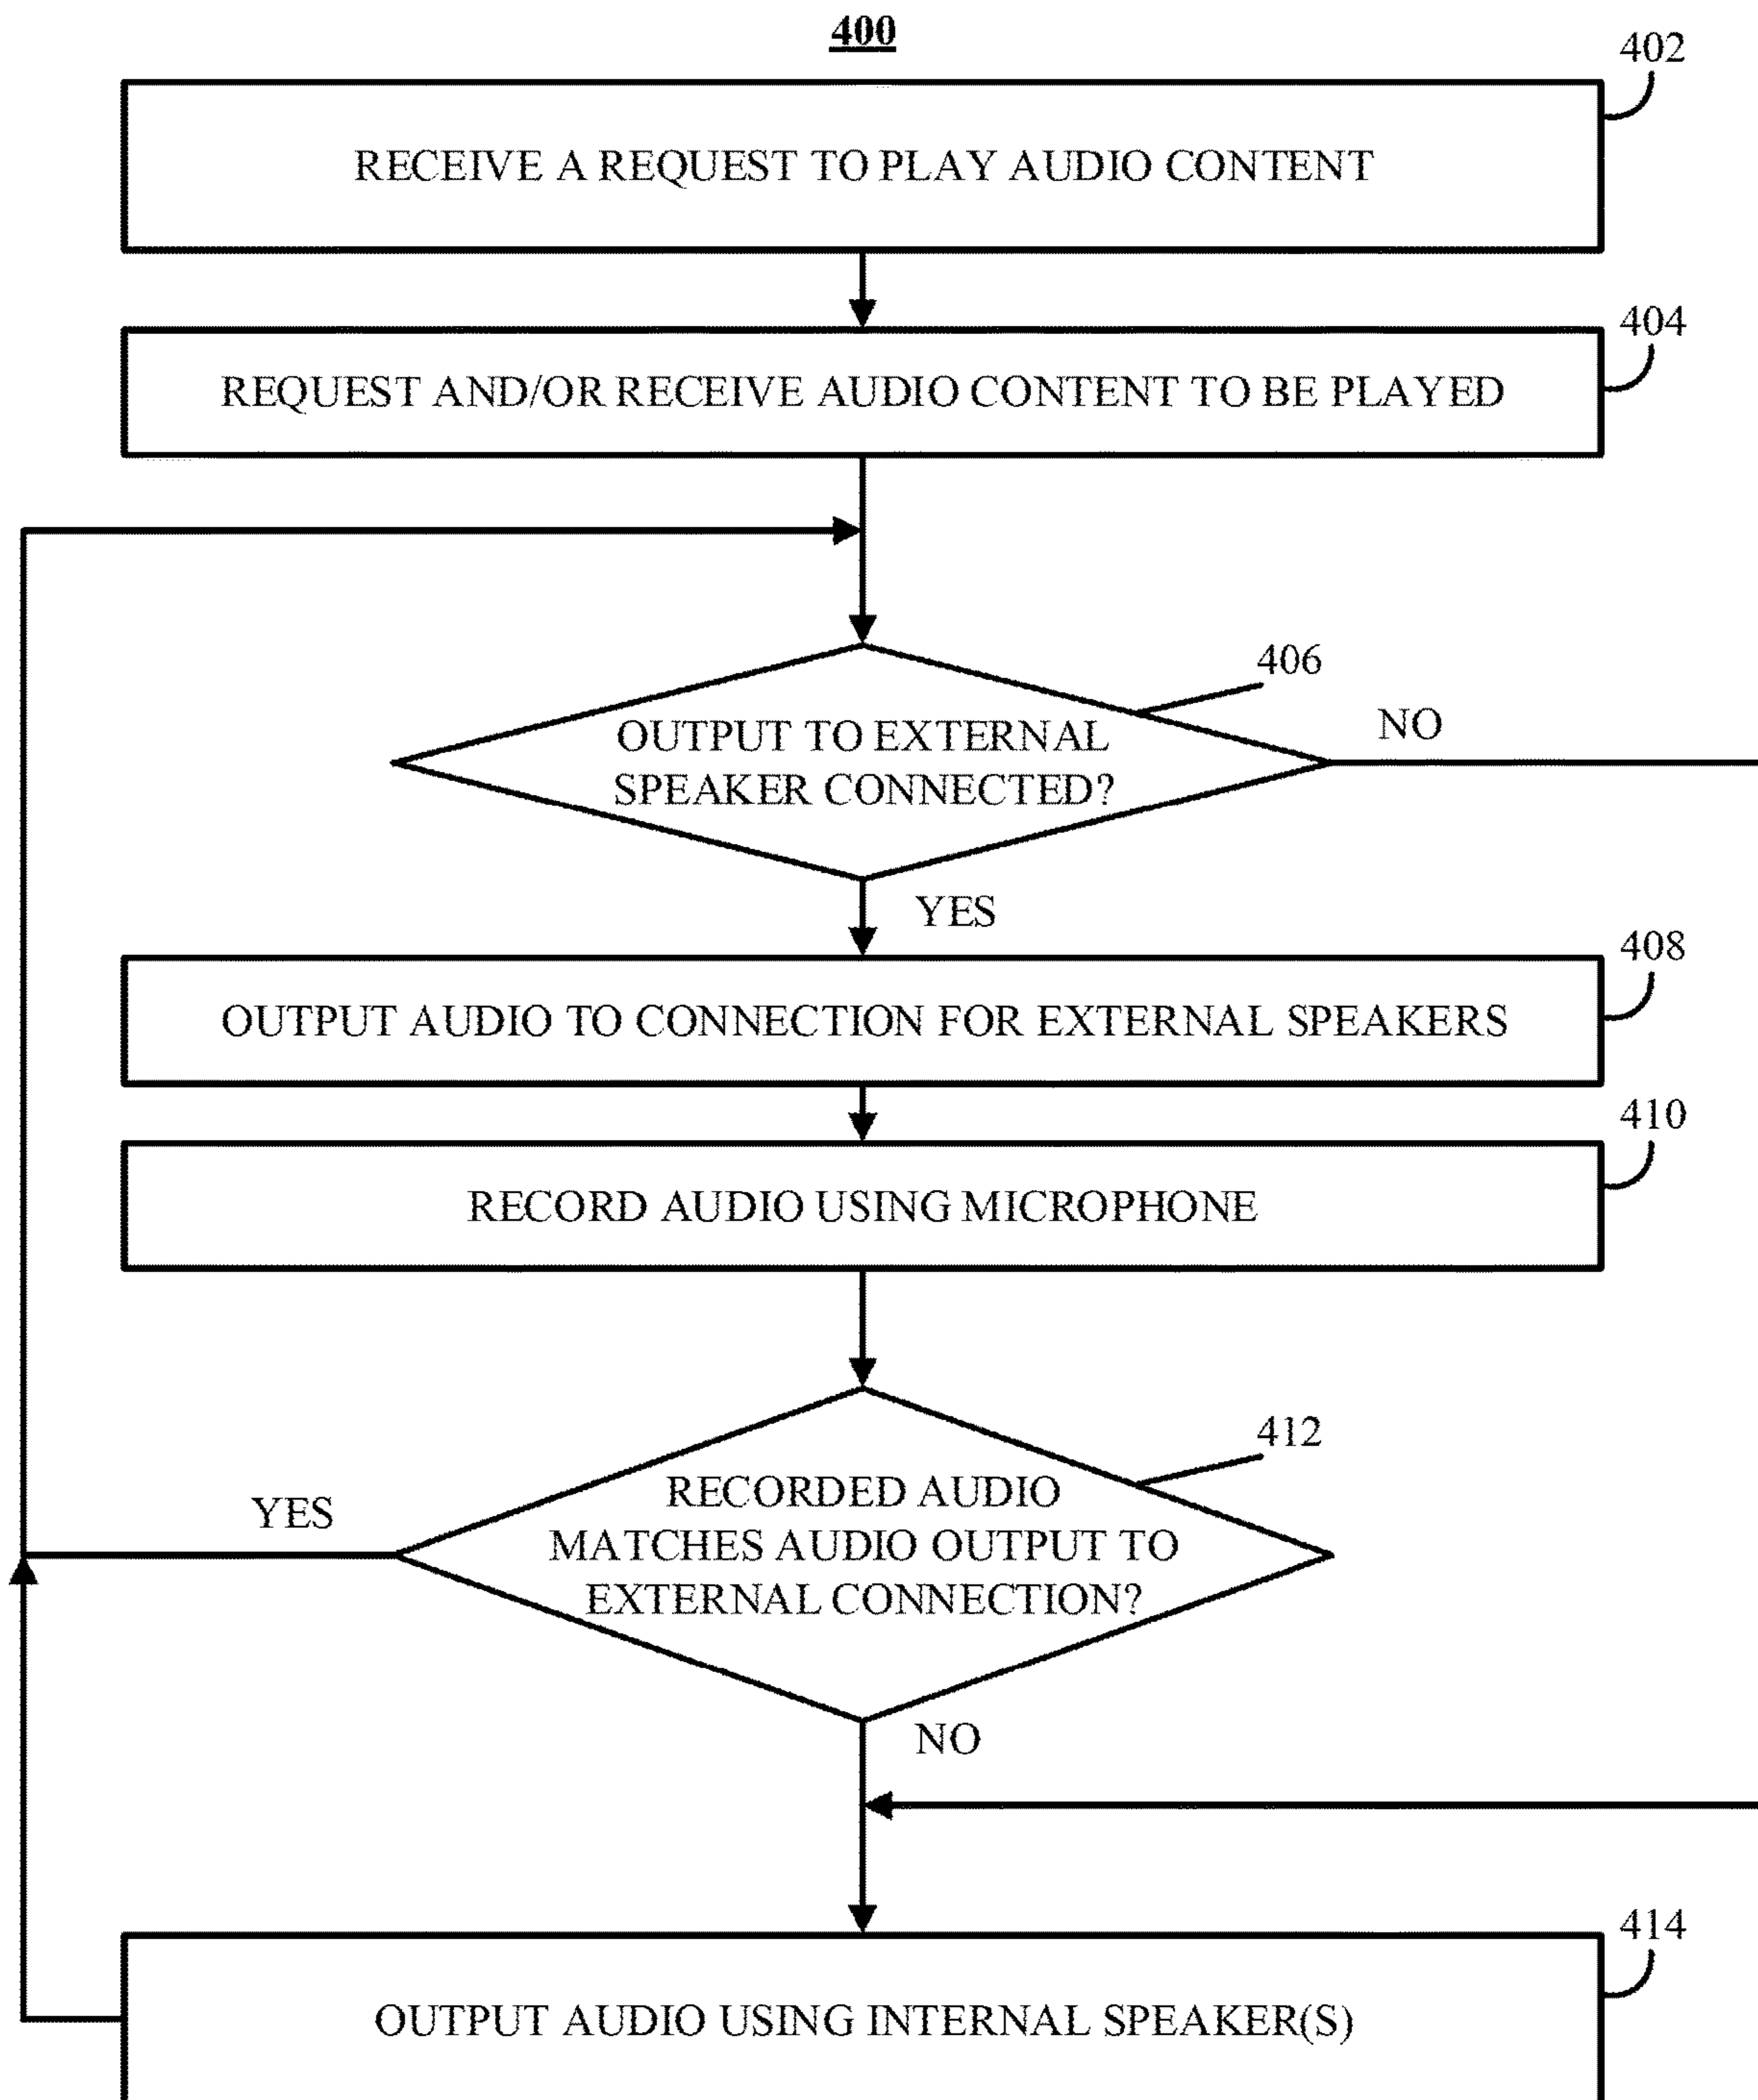 400
402
RECEIVE A REQUEST TO PLAY AUDIO CONTENT
404
REQUEST AND/OR RECEIVE AUDIO CONTENT TO BE PLAYED
406
NO
OUTPUT TO EXTERNAL
SPEAKER CONNECTED?
YES
408
OUTPUT AUDIO TO CONNECTION FOR EXTERNAL SPEAKERS
410
RECORD AUDIO USING MICROPHONE
412
RECORDED AUDIO
MATCHES AUDIO OUTPUT TO
EXTERNAL CONNECTION?
YES
NO
414
OUTPUT AUDIO USING INTERNAL SPEAKER(S)